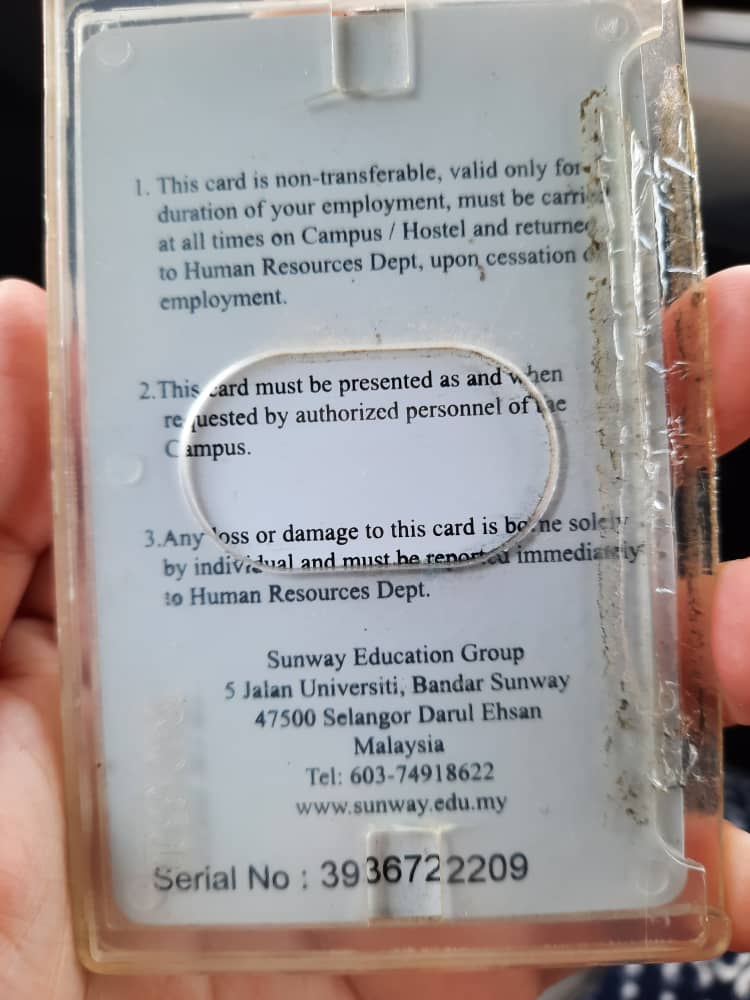 1. This card is non-transferable, valid only for
duration of your employment, must be carried
at all times on Campus / Hostel and returned
to Human Resources Dept, upon cessation of
employment.
2.This card must be presented as and when
requested by authorized personnel of the
Campus.
3.Any loss or damage to this card is borne solely
by individual and must be reported immediately
to Human Resources Dept.
Sunway Education Group
5 Jalan Universiti, Bandar Sunway
47500 Selangor Darul Ehsan
Malaysia
Tel: 603-74918622
www.sunway.edu.my
Serial No : 3936722209